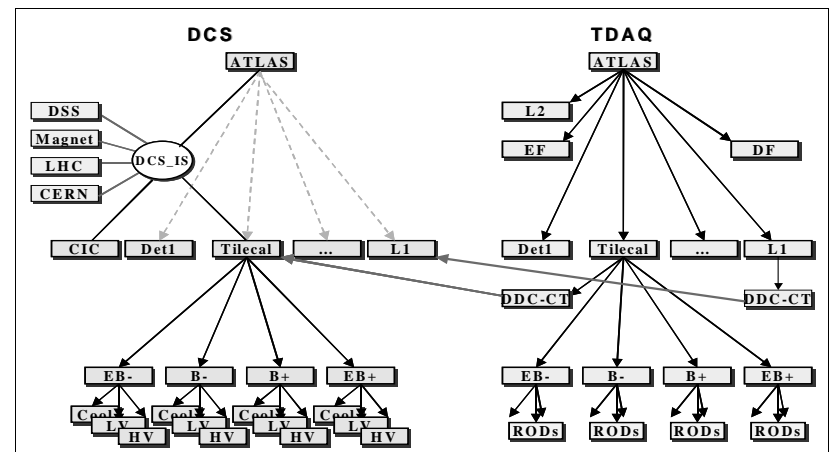 DCS
TDAQ
ATLAS
ATLAS
DSS
Magnet
LHC
CERN
DCS_IS
L2
EF
DF
CIC
Det1
Tilecal
...
L1
Det1
Tilecal
...
L1
DDC-CT
DDC-CT
EB-
B-
B+
EB+
EB-
B-
B+
EB+
Cool
LV
HV
Cool
LV
HV
Cool
LV
HV
Cool
LV
HV
RODs
RODs
RODs
RODs